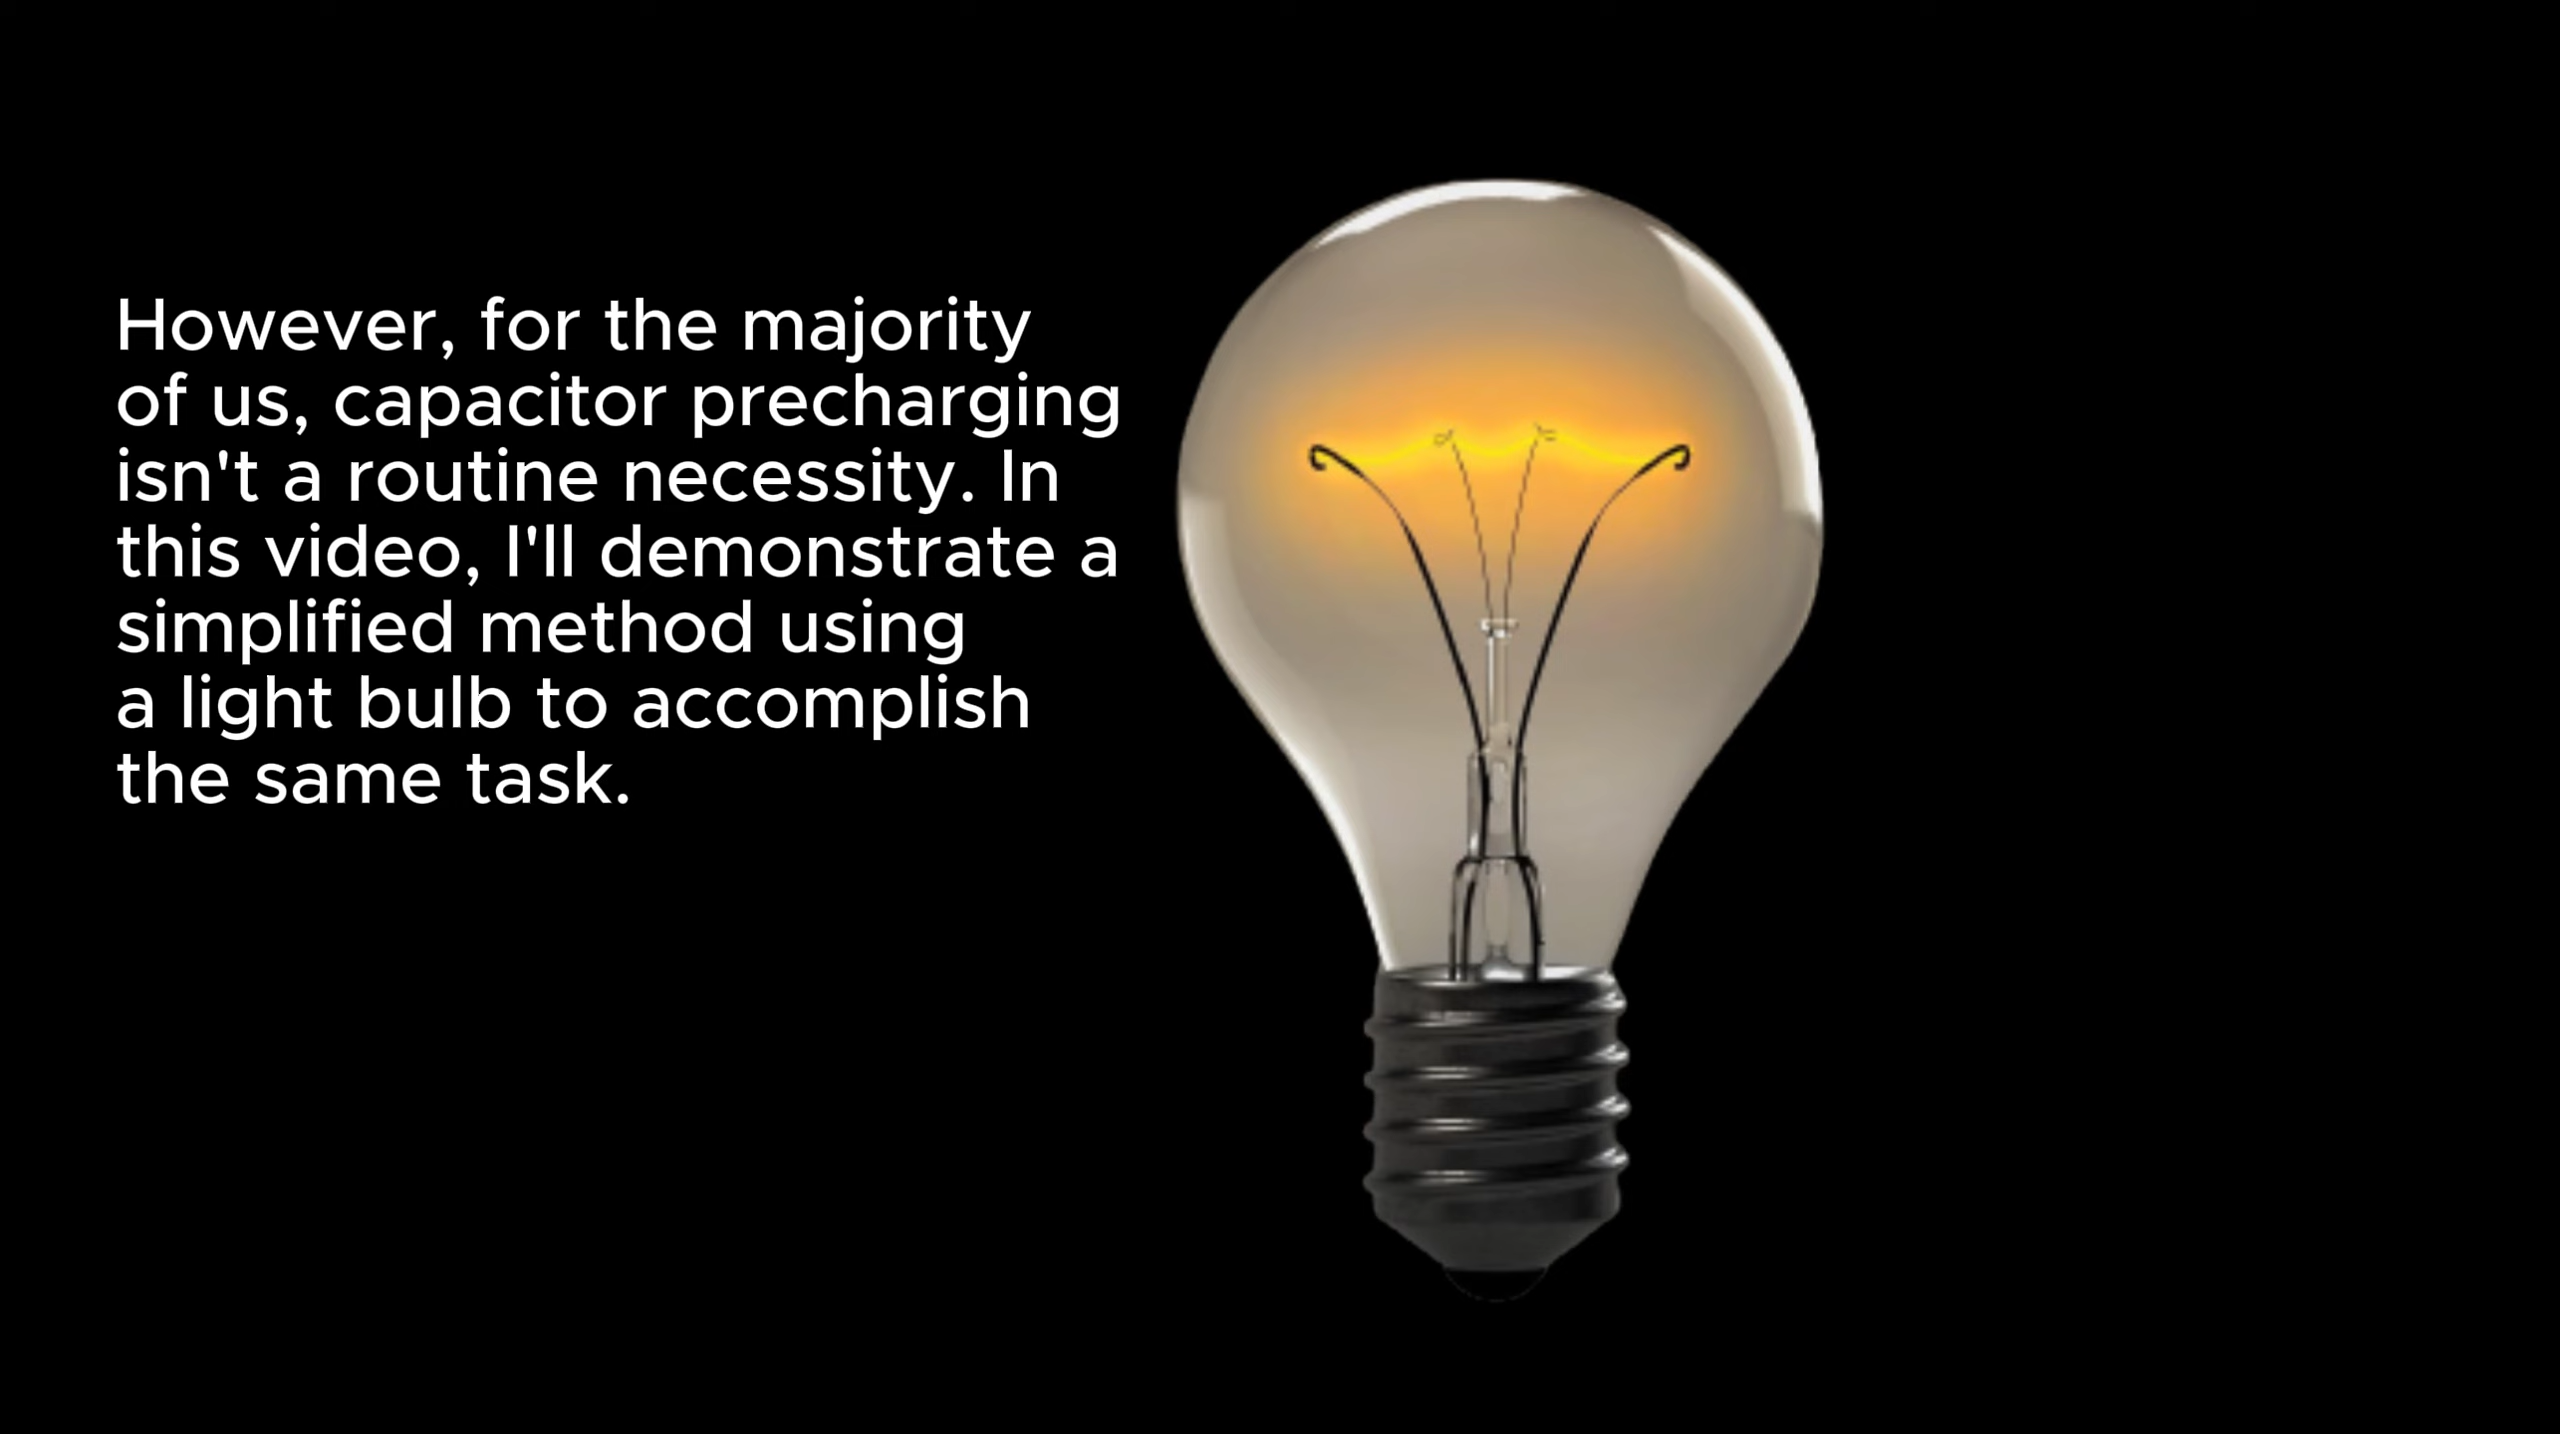 However, for the majority
of us, capacitor precharging
isn't a routine necessity. In
this video, I'll demonstrate a
simplified method using
a light bulb to accomplish
the same task.